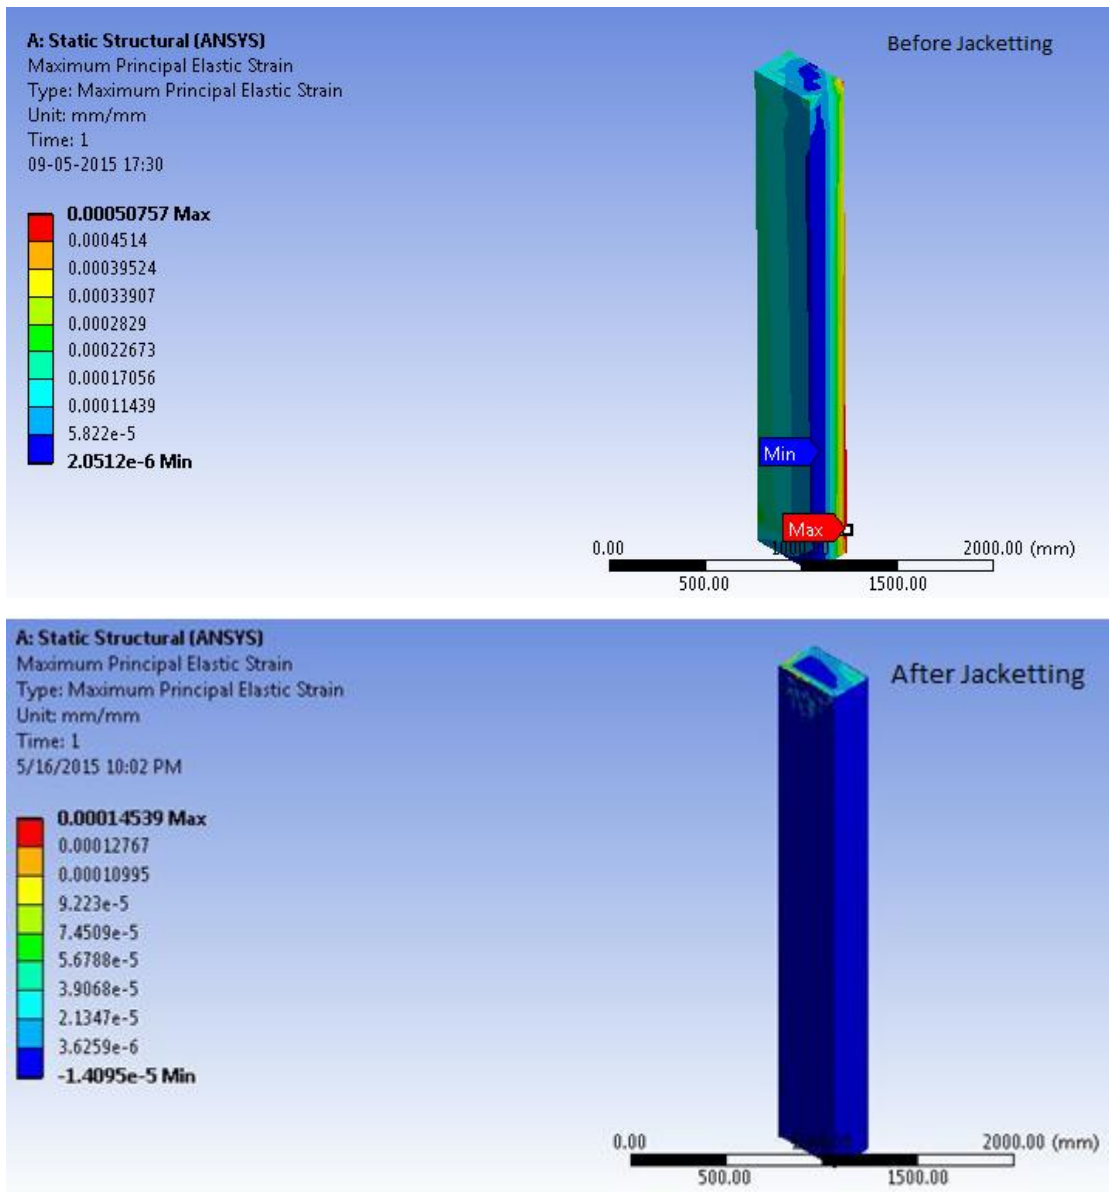 A: Static Structural (ANSYS)
Maximum Principal Elastic Strain
Type: Maximum Principal Elastic Strain
Unit: mm/mm
Time: 1
09-05-2015 17:30
Before Jacketting
0.00050757 Max
0.0004514
0.00039524
0.00033907
0.0002829
0.00022673
0.00017056
0.00011439
5.822e-5
2.0512e-6 Min
Min
Max
0.00 1000.00 2000.00 (mm)
500.00 1500.00
A: Static Structural (ANSYS)
Maximum Principal Elastic Strain
Type: Maximum Principal Elastic Strain
Unit: mm/mm
Time: 1
5/16/2015 10:02 PM
After Jacketting
0.00014539 Max
0.00012767
0.00010995
9.223e-5
7.4509e-5
5.6788e-5
3.9068e-5
2.1347e-5
3.6259e-6
-1.4095e-5 Min
0.00 2000.00 (mm)
500.00 1500.00